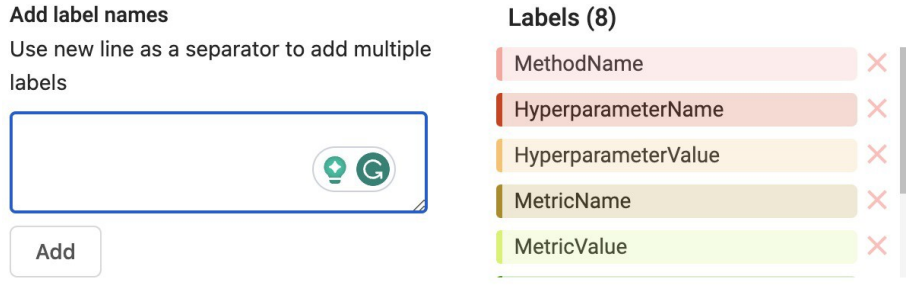 Add label names
Use new line as a separator to add multiple
labels
Add
Labels (8)
MethodName
HyperparameterName
HyperparameterValue
MetricName
MetricValue